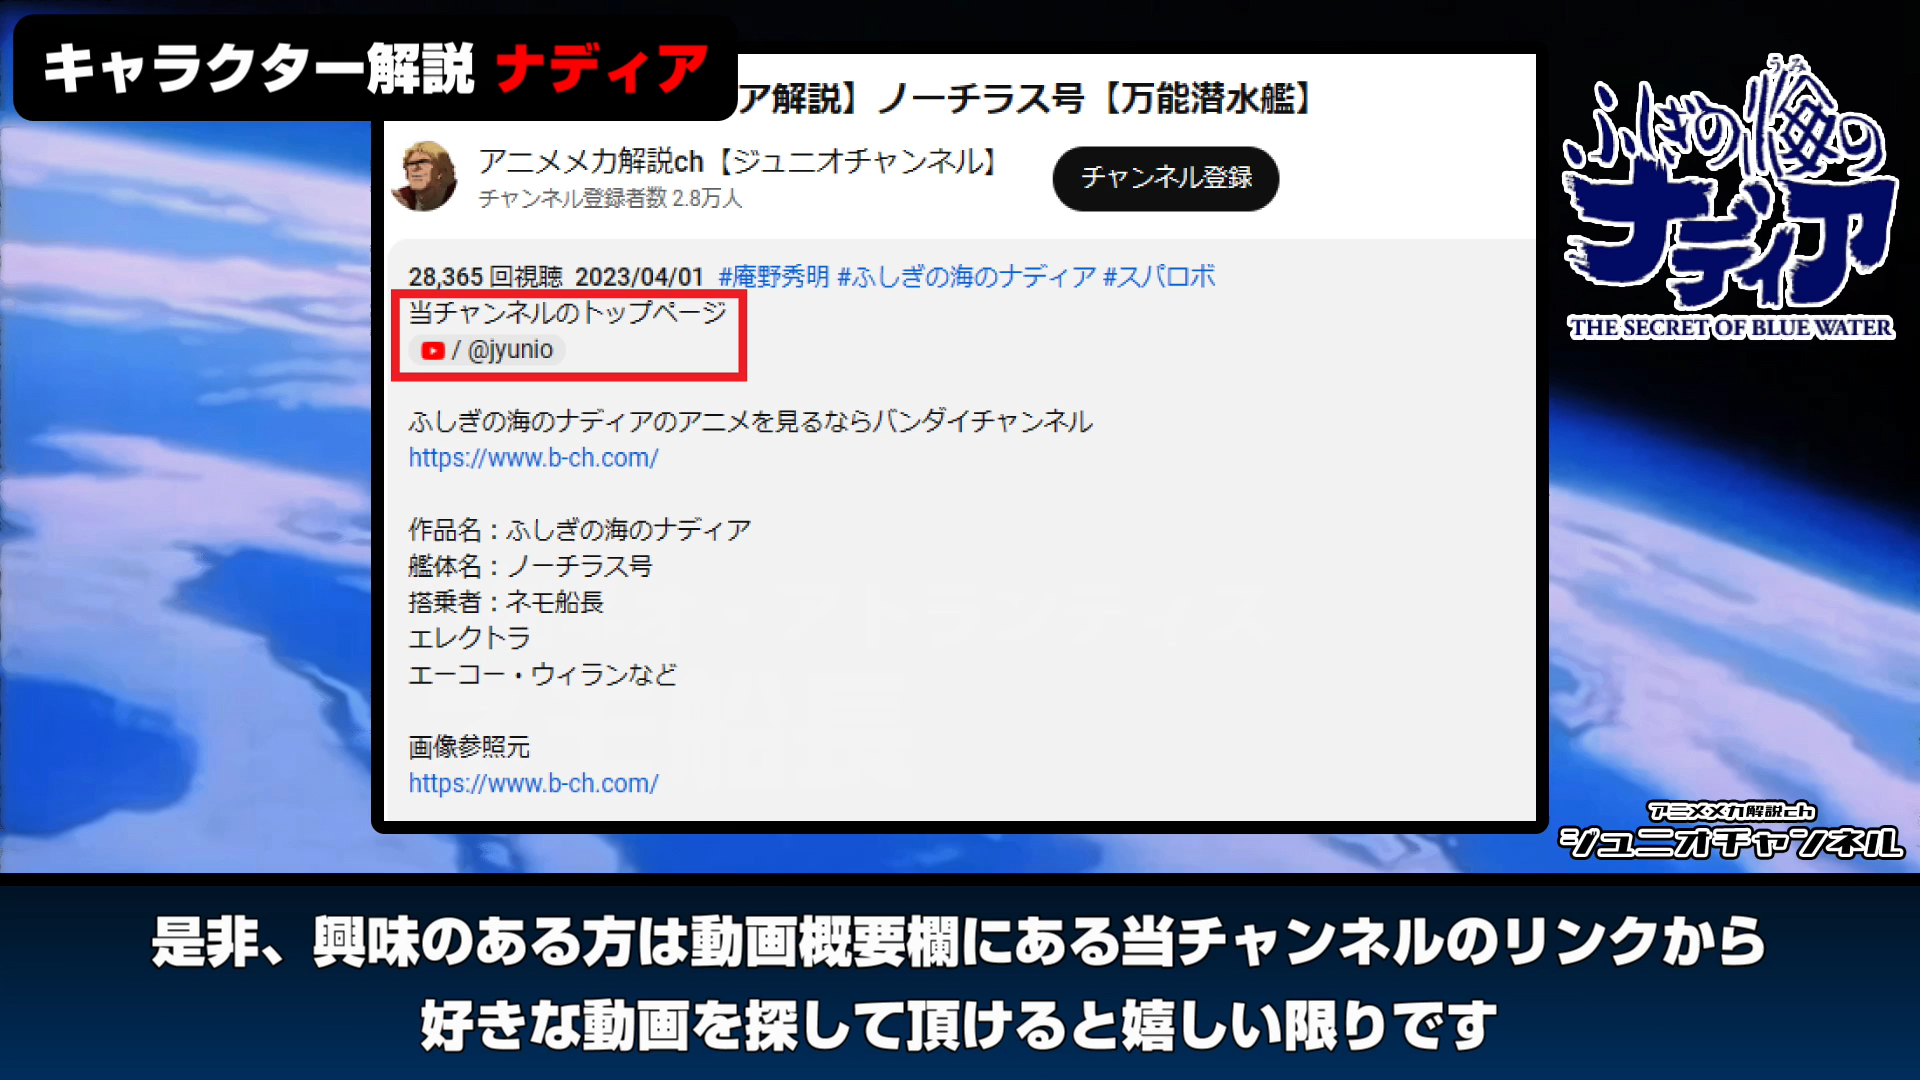 キャラクター解説 ナディア
ア解説】ノーチラス号【万能潜水艦】
アニメメカ解説ch【ジュニオチャンネル】
チャンネル登録者数 2.8万人
チャンネル登録
28,365 回視聴 2023/04/01 #庵野秀明 #ふしぎの海のナディア #スパロボ
当チャンネルのトップページ
/ @jyunio
ふしぎの海のナディアのアニメを見るならバンダイチャンネル
https://www.b-ch.com/
作品名：ふしぎの海のナディア
艦体名：ノーチラス号
搭乗者：ネモ船長
エレクトラ
エーコー・ウィランなど
画像参照元
https://www.b-ch.com/
うみ
ふしぎの海の
ナディア
THE SECRET OF BLUE WATER
アニメメカ解説ch
ジュニオチャンネル
是非、興味のある方は動画概要欄にある当チャンネルのリンクから
好きな動画を探して頂けると嬉しい限りです